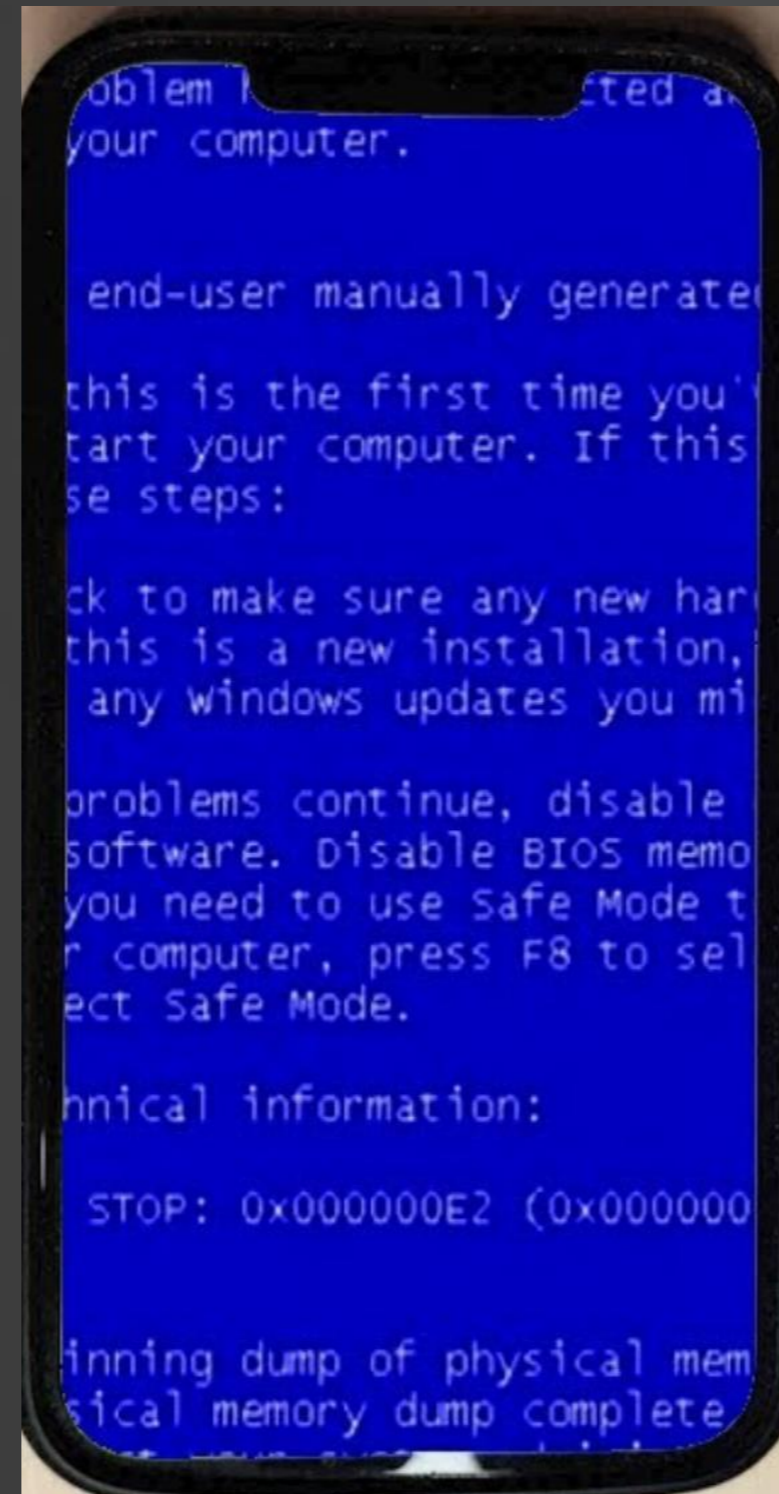 oblem
your computer.
end-user manually generate
this is the first time you'
tart your computer. If this
se steps:
ck to make sure any new har
this is a new installation,
any windows updates you mi
problems continue, disable
software. Disable BIOS memo
you need to use Safe Mode t
r computer, press F8 to sel
ect Safe Mode.
hnical information:
STOP: 0x000000E2 (0x000000
inning dump of physical mem
sical memory dump complete